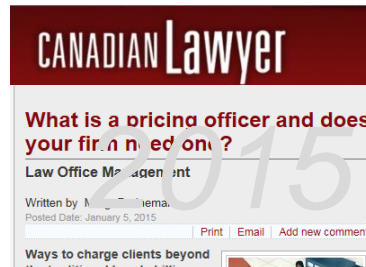 CANADIAN Lawyer
What is a pricing officer and does
your firm need one?
Law Office Management
2015
Written by
Posted Date: January 5, 2015
Print Email Add new comment
Ways to charge clients beyond